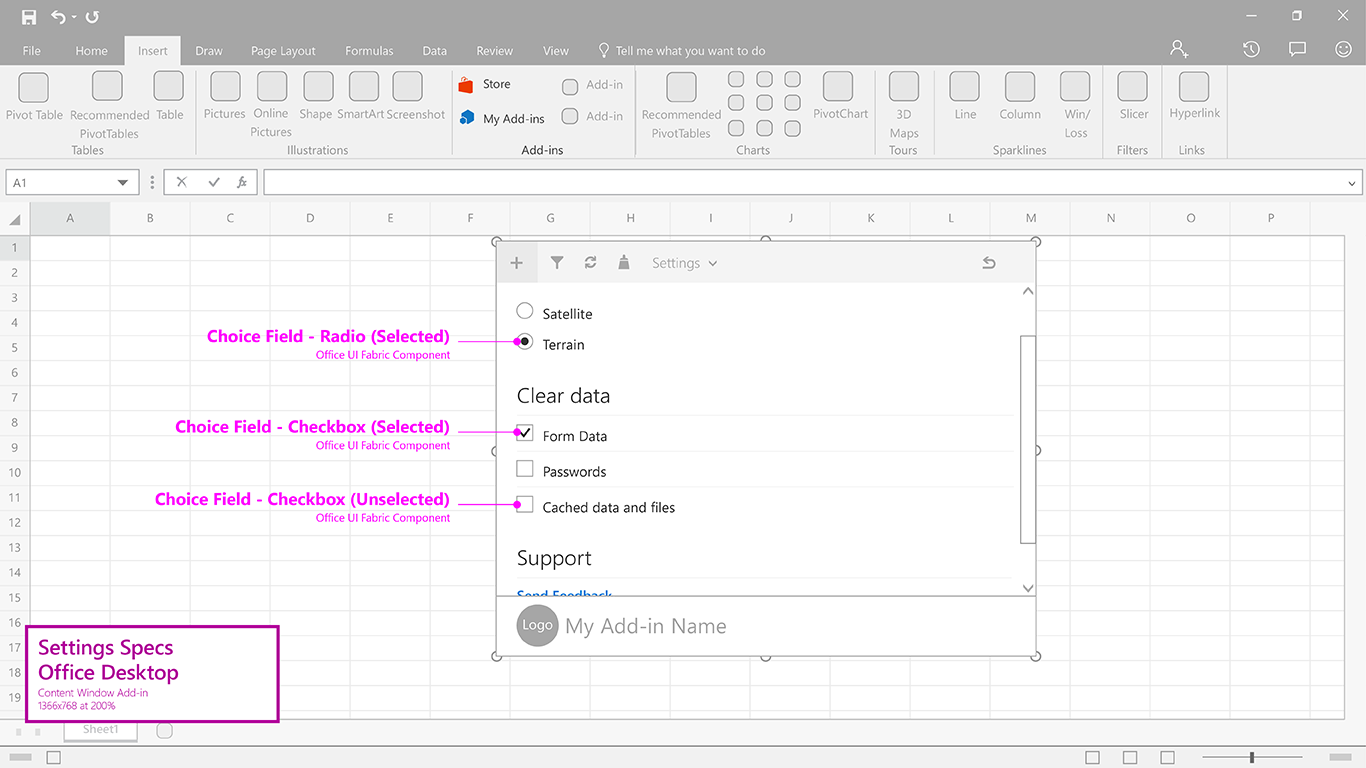 File Home Insert Draw Page Layout Formulas Data Review View Tell me what you want to do
Pivot Table
Recommended
PivotTables
Table
Tables
Pictures
Online
Pictures
Shape
SmartArt
Screenshot
Illustrations
Store
My Add-ins
Add-in
Add-in
Add-ins
Recommended
PivotTables
PivotChart
Charts
3D
Maps
Tours
Line
Column
Win/
Loss
Sparklines
Slicer
Filters
Hyperlink
Links
A1
fx
A B C D E F G H I J K L M N O P
1
2
3
4
5
6
7
8
9
10
11
12
13
14
15
16
17
18
19
Settings
Satellite
Terrain
Clear data
Form Data
Passwords
Cached data and files
Support
Send Feedback
Logo
My Add-in Name
Choice Field - Radio (Selected)
Office UI Fabric Component
Choice Field - Checkbox (Selected)
Office UI Fabric Component
Choice Field - Checkbox (Unselected)
Office UI Fabric Component
Settings Specs
Office Desktop
Content Window Add-in
1366x768 at 200%
Sheet1